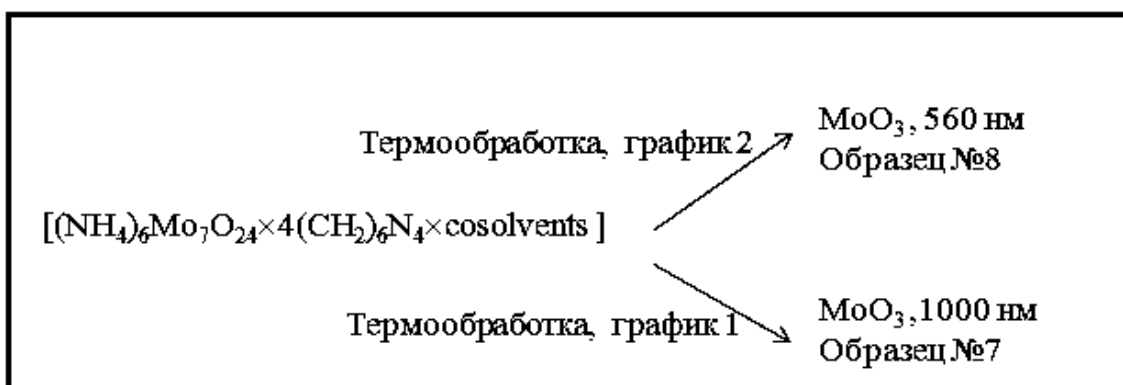 MoO₃, 560 нм
Термообработка, график 2
Образец №8
[(NH₄)₆Mo₇O₂₄×4(CH₂)₆N₄×cosolvents ]
Термообработка, график 1
MoO₃,1000 нм
Образец №7